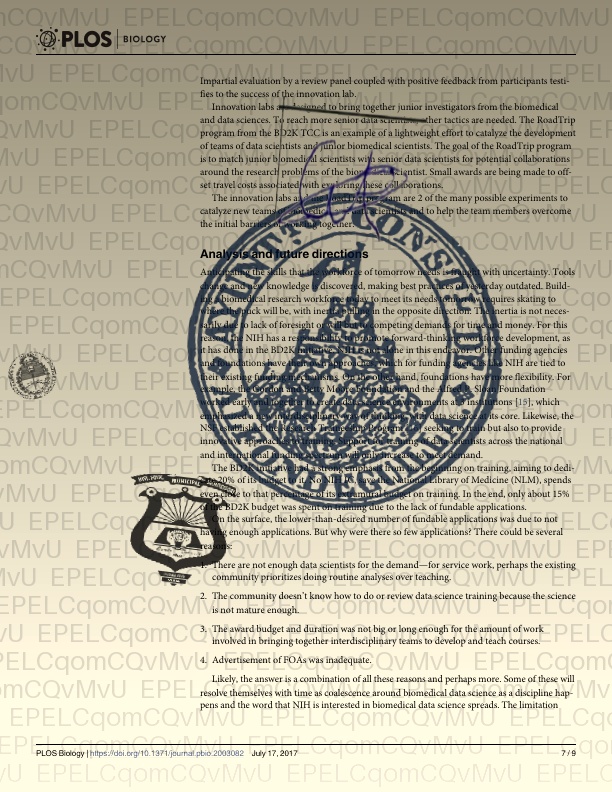 PLOS | BIOLOGY
Impartial evaluation by a review panel coupled with positive feedback from participants testi-
fies to the success of the innovation lab.
Innovation labs are designed to bring together junior investigators from the biomedical
and data sciences. To reach more senior data scientists, other tactics are needed. The RoadTrip
program from the BD2K TCC is an example of a lightweight effort to catalyze the development
of teams of data scientists and junior biomedical scientists. The goal of the RoadTrip program
is to match junior biomedical scientists with senior data scientists for potential collaborations
around the research problems of the biomedical scientist. Small awards are being made to off-
set travel costs associated with exploring these collaborations.
The innovation labs and the RoadTrip program are 2 of the many possible experiments to
catalyze new teams of biomedical and data scientists and to help the team members overcome
the initial barriers of working together.
Analysis and future directions
Anticipating the skills that the workforce of tomorrow needs is fraught with uncertainty. Tools
change and new knowledge is discovered, making best practices of yesterday outdated. Build-
ing a biomedical research workforce today to meet its needs tomorrow requires skating to
where the puck will be, with inertia pulling in the opposite direction. The inertia is not neces-
sarily due to lack of foresight or will but to competing demands for time and money. For this
reason, the NIH has a responsibility to promote forward-thinking workforce development, as
it has done in the BD2K initiative. NIH is not alone in this endeavor. Other funding agencies
and foundations have their own approaches, which for funding agencies like NIH are tied to
their existing funding mechanisms. On the other hand, foundations have more flexibility. For
example, the Gordon and Betty Moore Foundation and the Alfred P. Sloan Foundation
worked early and together to create data science environments at 3 institutions [15], which
emphasized a new interdisciplinary way of thinking, with data science at its core. Likewise, the
NSF established the Research Traineeship Program seeking to train but also to provide
innovative approaches to training. Support for training of data scientists across the national
and international funding spectrum will only increase to meet demand.
The BD2K initiative had a strong emphasis from the beginning on training, aiming to dedi-
cate 20% of its budget to it. No NIH ICs, save the National Library of Medicine (NLM), spends
even close to that percentage of its extramural budget on training. In the end, only about 15%
of the BD2K budget was spent on training due to the lack of fundable applications.
On the surface, the lower-than-desired number of fundable applications was due to not
having enough applications. But why were there so few applications? There could be several
reasons:
1. There are not enough data scientists for the demand—for service work, perhaps the existing
community prioritizes doing routine analyses over teaching.
2. The community doesn't know how to do or review data science training because the science
is not mature enough.
3. The award budget and duration was not big or long enough for the amount of work
involved in bringing together interdisciplinary teams to develop and teach courses.
4. Advertisement of FOAs was inadequate.
Likely, the answer is a combination of all these reasons and perhaps more. Some of these will
resolve themselves with time as coalescence around biomedical data science as a discipline hap-
pens and the word that NIH is interested in biomedical data science spreads. The limitation
PLOS Biology | https://doi.org/10.1371/journal.pbio.2003082 July 17, 2017
7 / 9
EPELCqomCQvMvU